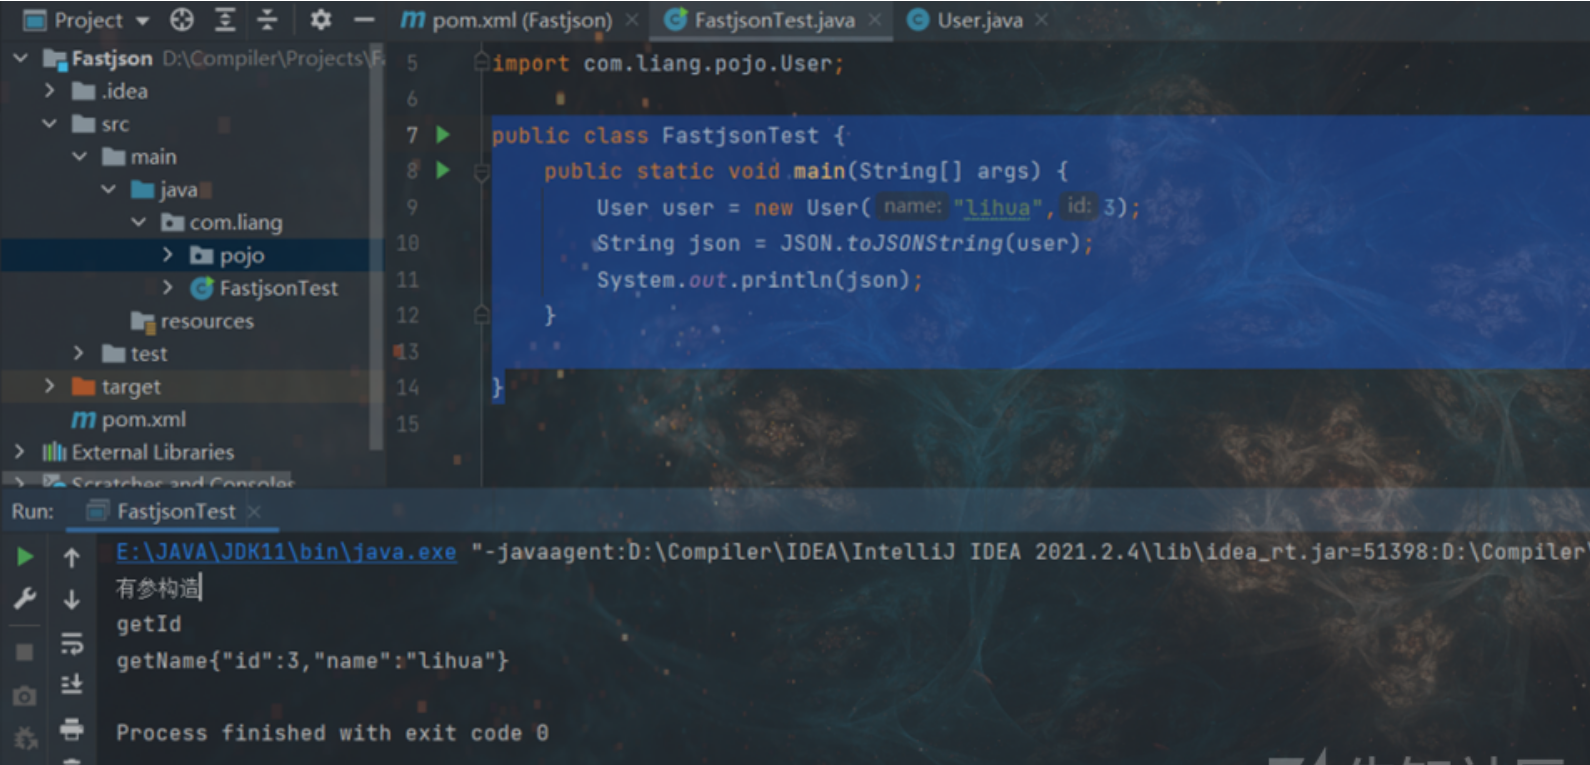 Project
pom.xml (Fastjson)
FastjsonTest.java
User.java
Fastjson D:\Compiler\Projects\F
.idea
src
main
java
com.liang
pojo
FastjsonTest
resources
test
target
pom.xml
External Libraries
Scratches and Consoles
5 import com.liang.pojo.User;
6
7 public class FastjsonTest {
8 public static void main(String[] args) {
9 User user = new User( name: "lihua", id: 3);
10 String json = JSON.toJSONString(user);
11 System.out.println(json);
12 }
13
14 }
15
Run: FastjsonTest
E:\JAVA\JDK11\bin\java.exe "-javaagent:D:\Compiler\IDEA\IntelliJ IDEA 2021.2.4\lib\idea_rt.jar=51398:D:\Compiler\
有参构造
getId
getName{"id":3,"name":"lihua"}
Process finished with exit code 0